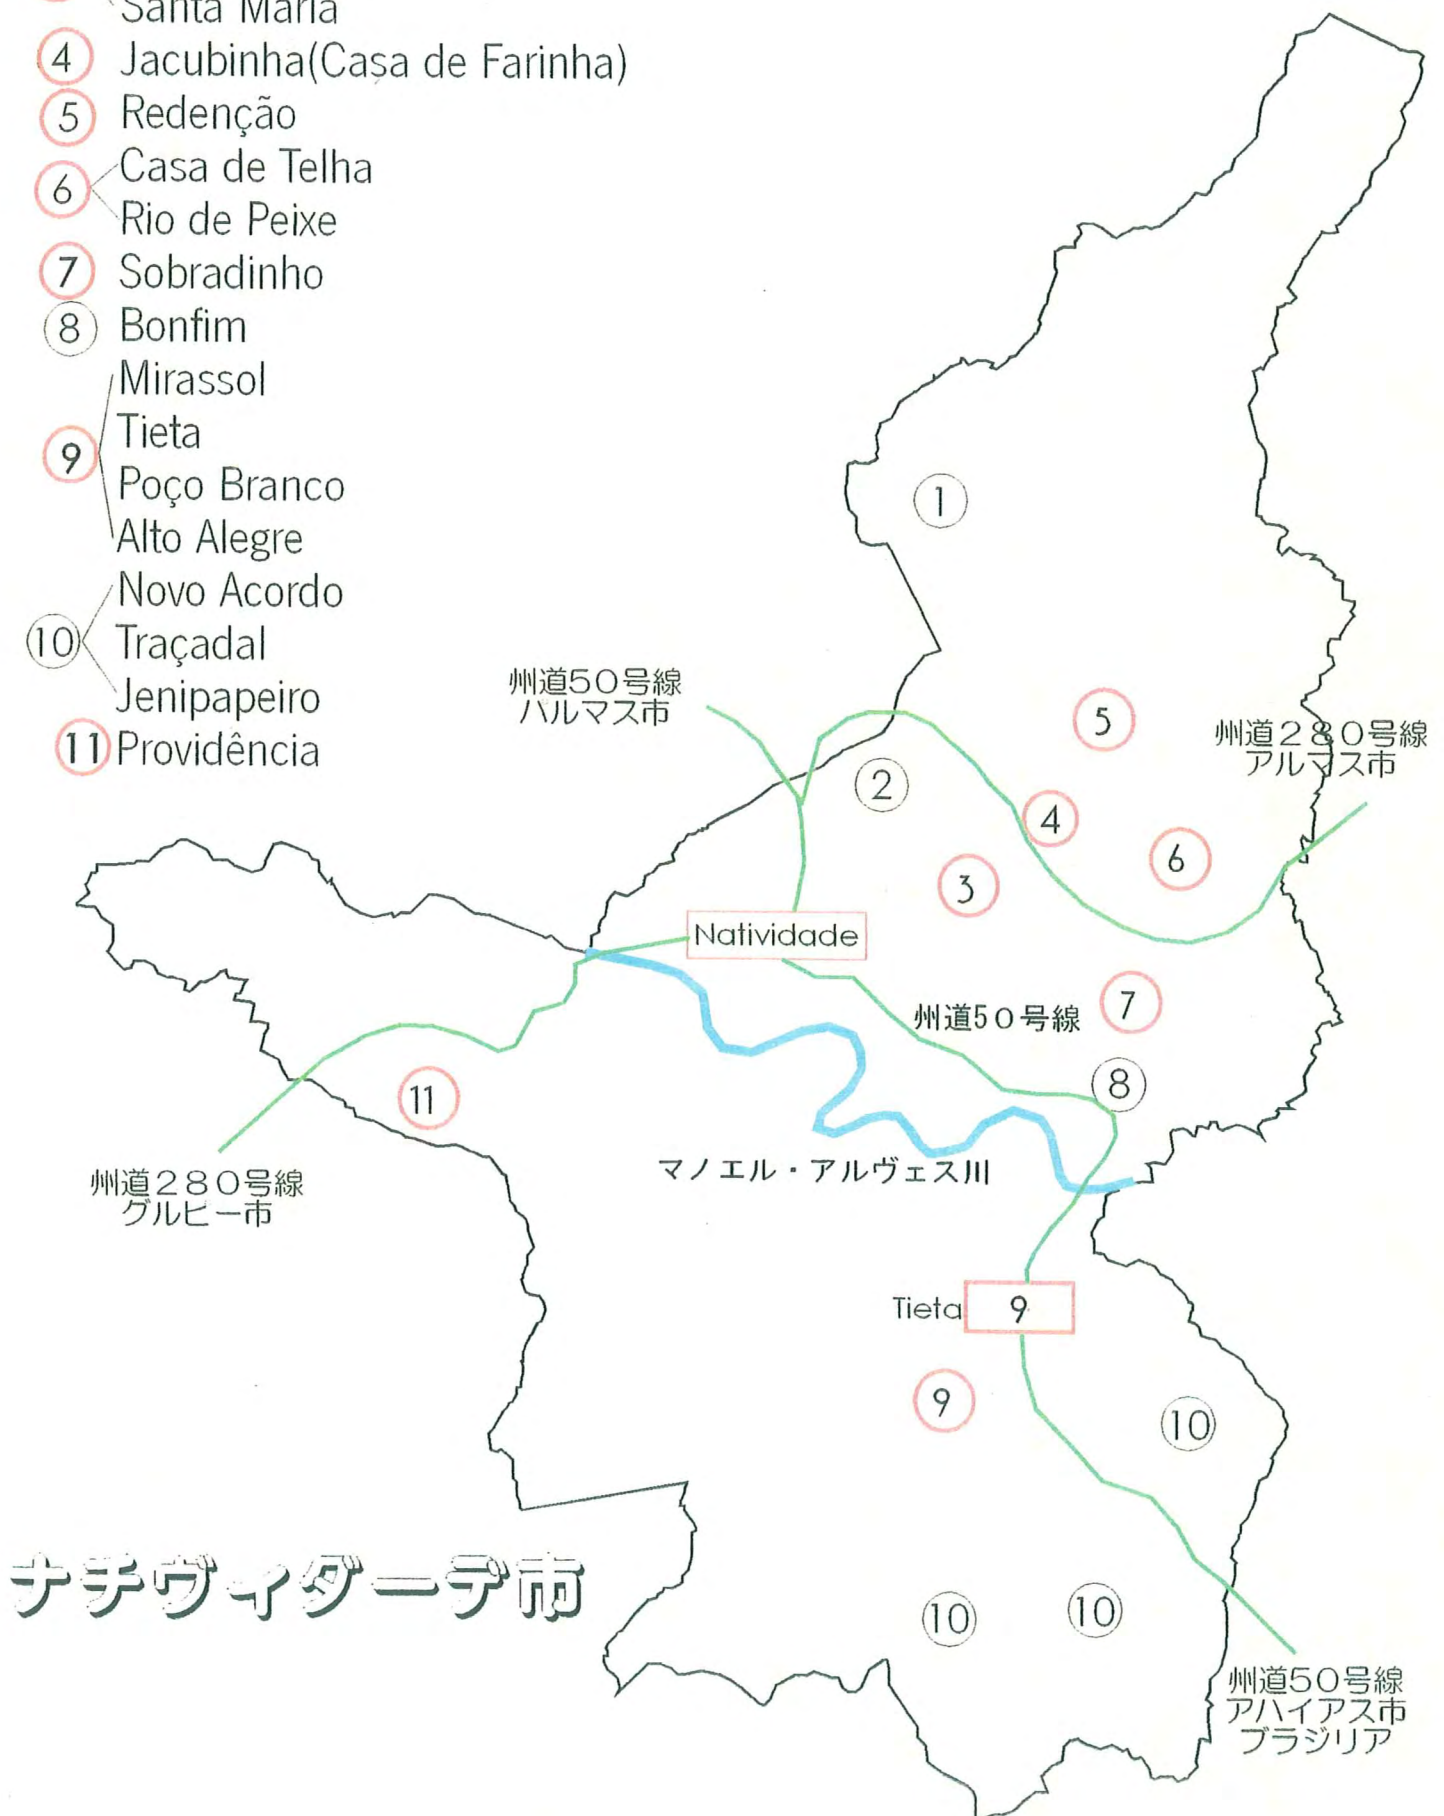 Santa Maria
4 Jacubinha(Casa de Farinha)
5 Redenção
6 Casa de Telha
Rio de Peixe
7 Sobradinho
8 Bonfim
Mirassol
9 Tieta
Poço Branco
Alto Alegre
Novo Acordo
10 Traçadal
Jenipapeiro
11 Providência
1
州道50号線
パルマス市
5
州道280号線
アルマス市
2
4
6
3
Natividade
7
州道50号線
8
11
マノエル・アルヴェス川
州道280号線
グルピー市
Tieta 9
9
10
ナチヴィダーデ市
10
10
州道50号線
アハイアス市
ブラジリア